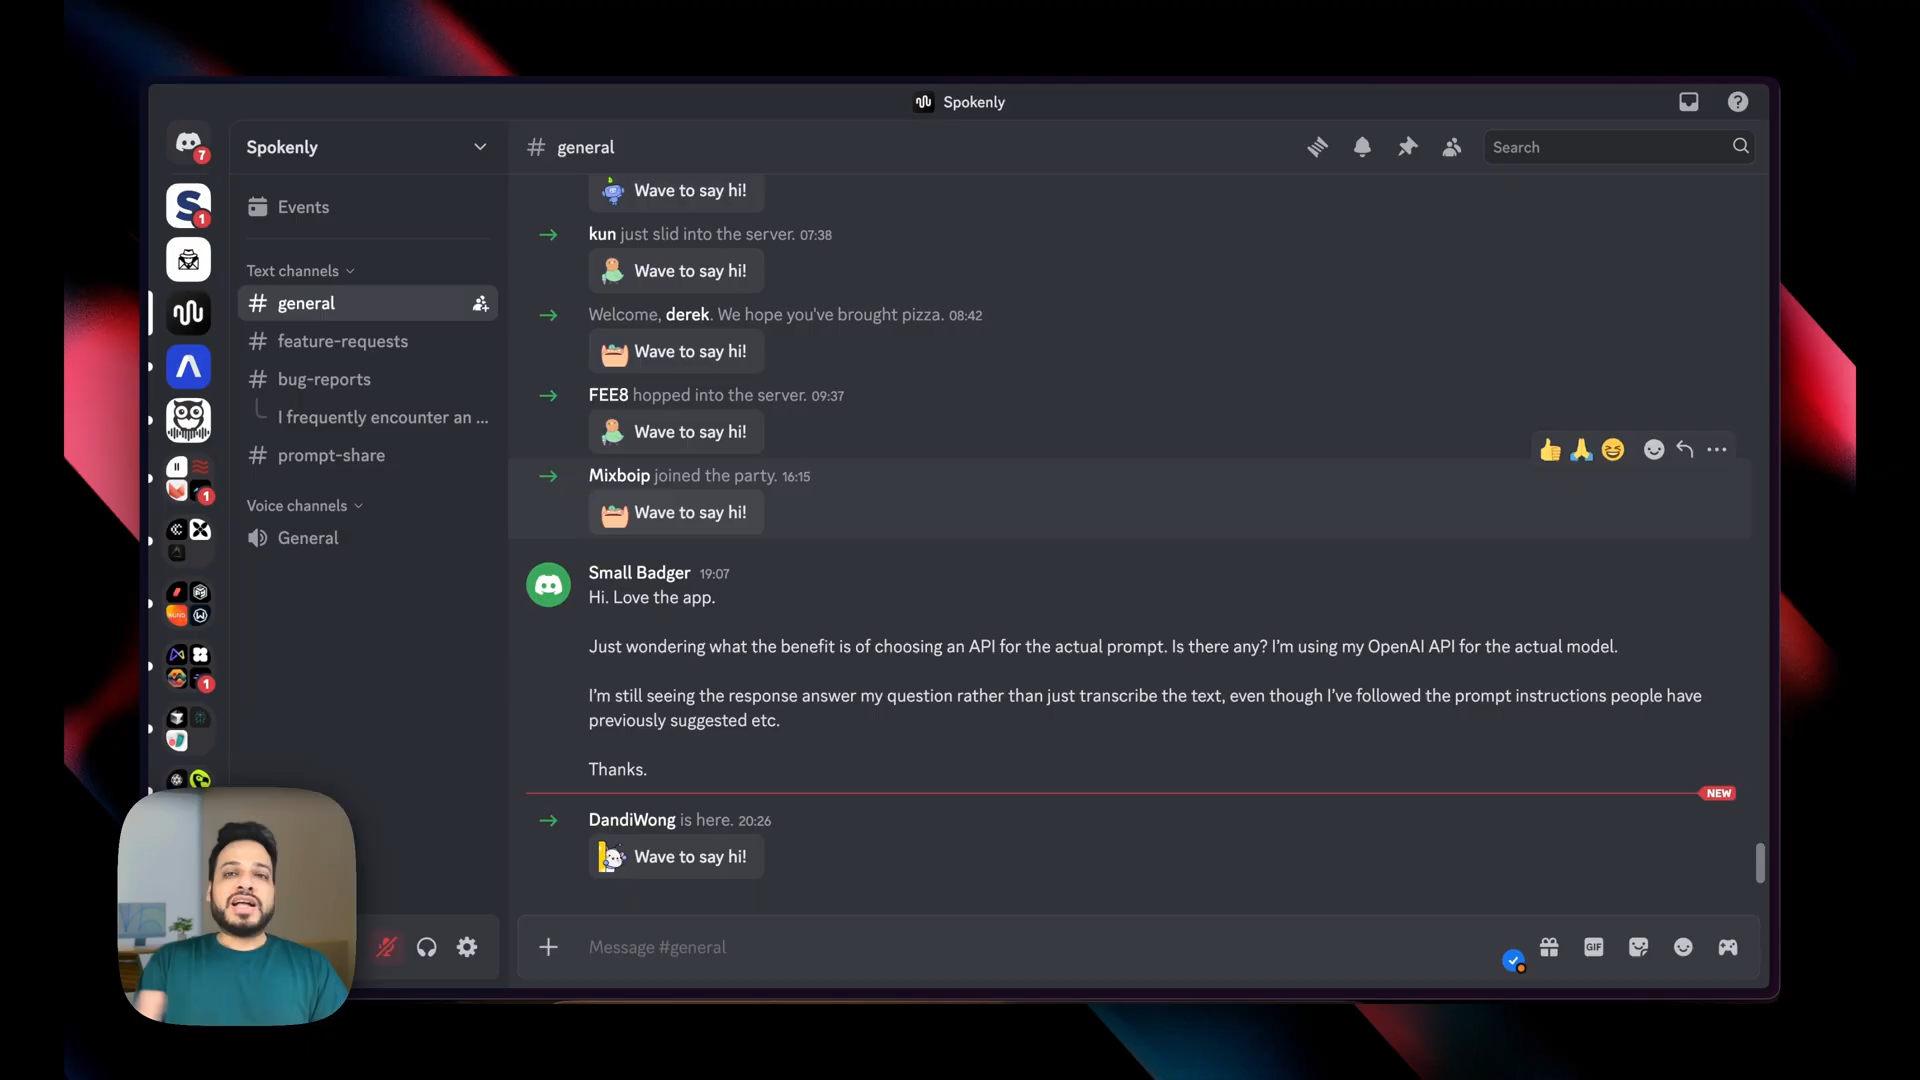 Spokenly
7
Spokenly
# general
Search
1
Events
Text channels
# general
# feature-requests
# bug-reports
I frequently encounter an ...
# prompt-share
Voice channels
General
1
1
Wave to say hi!
kun just slid into the server. 07:38
Wave to say hi!
Welcome, derek. We hope you've brought pizza. 08:42
Wave to say hi!
FEE8 hopped into the server. 09:37
Wave to say hi!
Mixboip joined the party. 16:15
Wave to say hi!
Small Badger 19:07
Hi. Love the app.
Just wondering what the benefit is of choosing an API for the actual prompt. Is there any? I'm using my OpenAI API for the actual model.
I'm still seeing the response answer my question rather than just transcribe the text, even though I've followed the prompt instructions people have
previously suggested etc.
Thanks.
NEW
DandiWong is here. 20:26
Wave to say hi!
Message #general
GIF